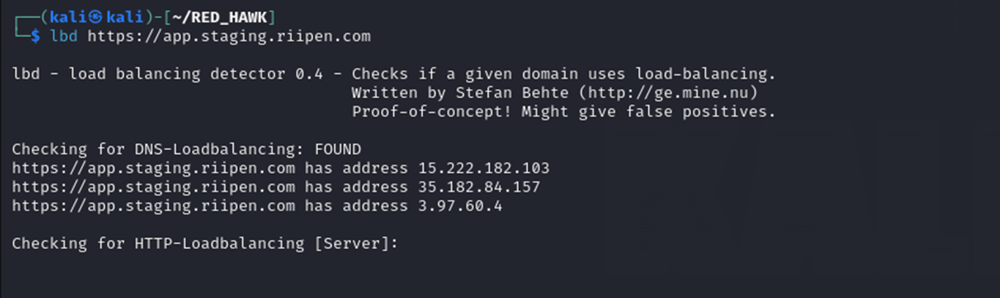 ┌──(kali㉿kali)-[~/RED_HAWK]
└─$ lbd https://app.staging.riipen.com
lbd - load balancing detector 0.4 - Checks if a given domain uses load-balancing.
Written by Stefan Behte (http://ge.mine.nu)
Proof-of-concept! Might give false positives.
Checking for DNS-Loadbalancing: FOUND
https://app.staging.riipen.com has address 15.222.182.103
https://app.staging.riipen.com has address 35.182.84.157
https://app.staging.riipen.com has address 3.97.60.4
Checking for HTTP-Loadbalancing [Server]: